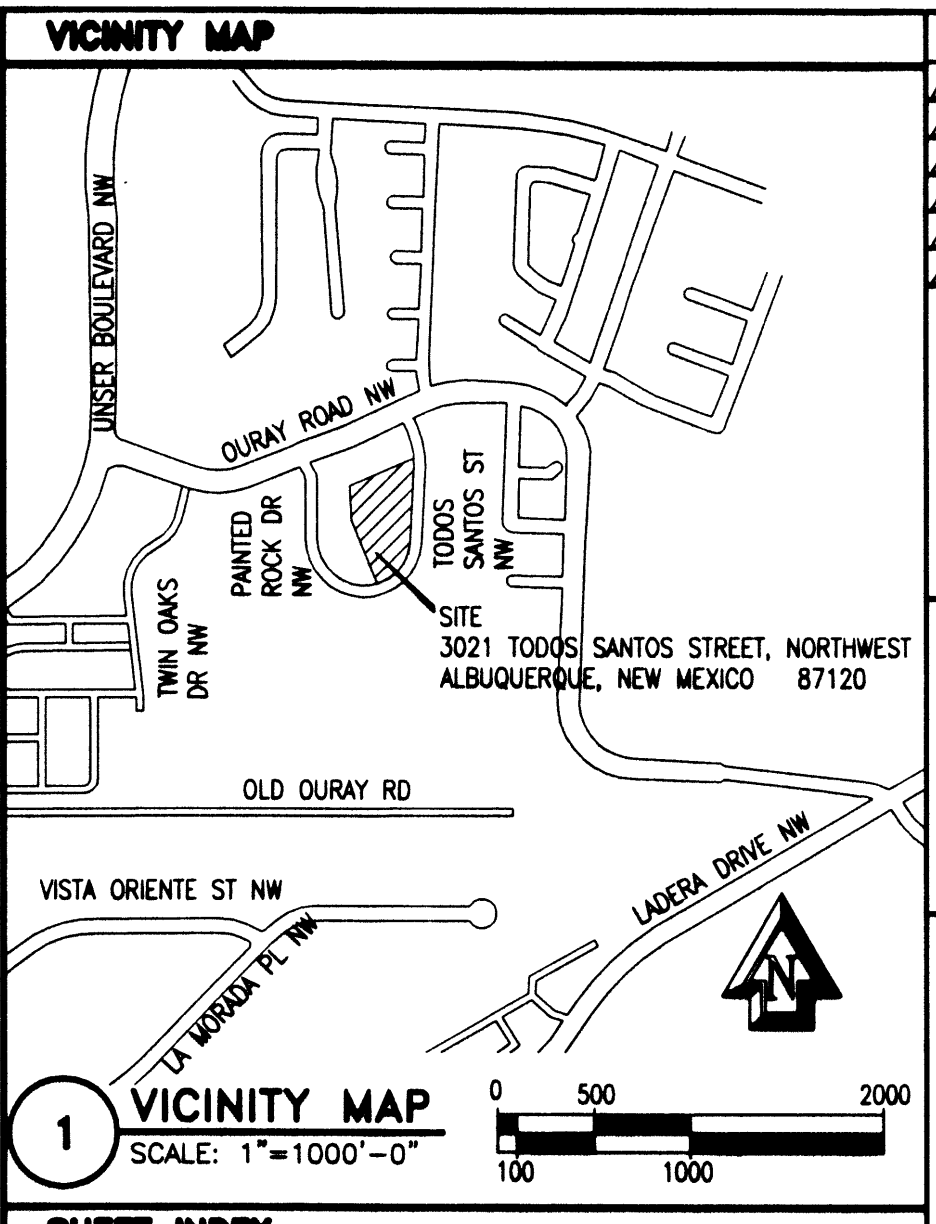 VICINITY MAP
UNSER BOULEVARD NW
OURAY ROAD NW
PAINTED
ROCK DR
NW
TODOS
SANTOS ST
NW
TWIN OAKS
DR NW
SITE
3021 TODOS SANTOS STREET, NORTHWEST
ALBUQUERQUE, NEW MEXICO 87120
OLD OURAY RD
VISTA ORIENTE ST NW
LA MORADA PL NW
LADERA DRIVE NW
N
1
VICINITY MAP
SCALE: 1"=1000'-0"
0 500 2000
100 1000
SHEET INDEX